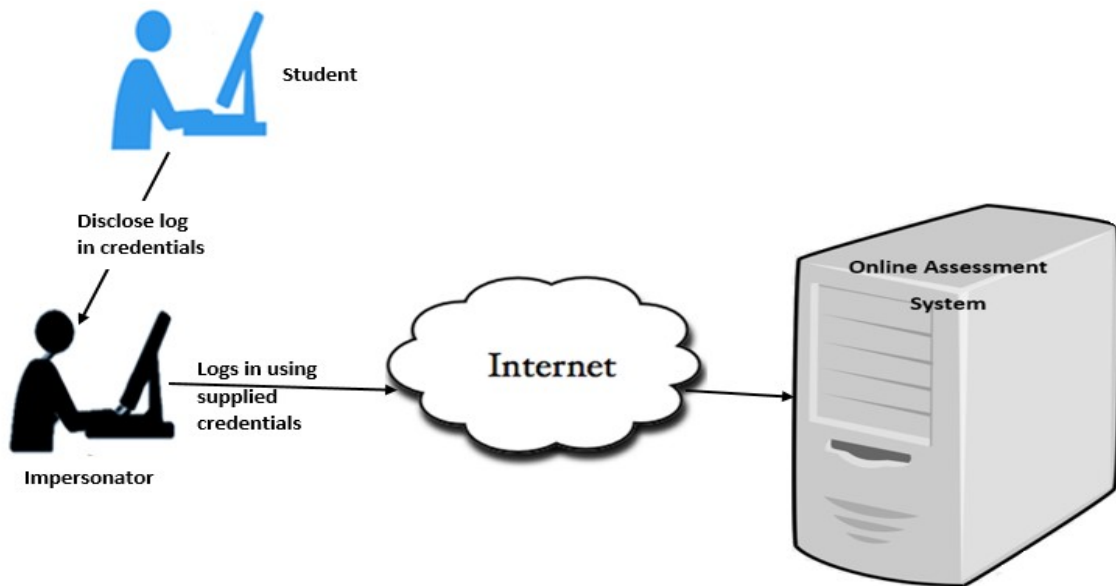 Student
Disclose log
in credentials
Online Assessment
System
Internet
Logs in using
supplied
credentials
Impersonator